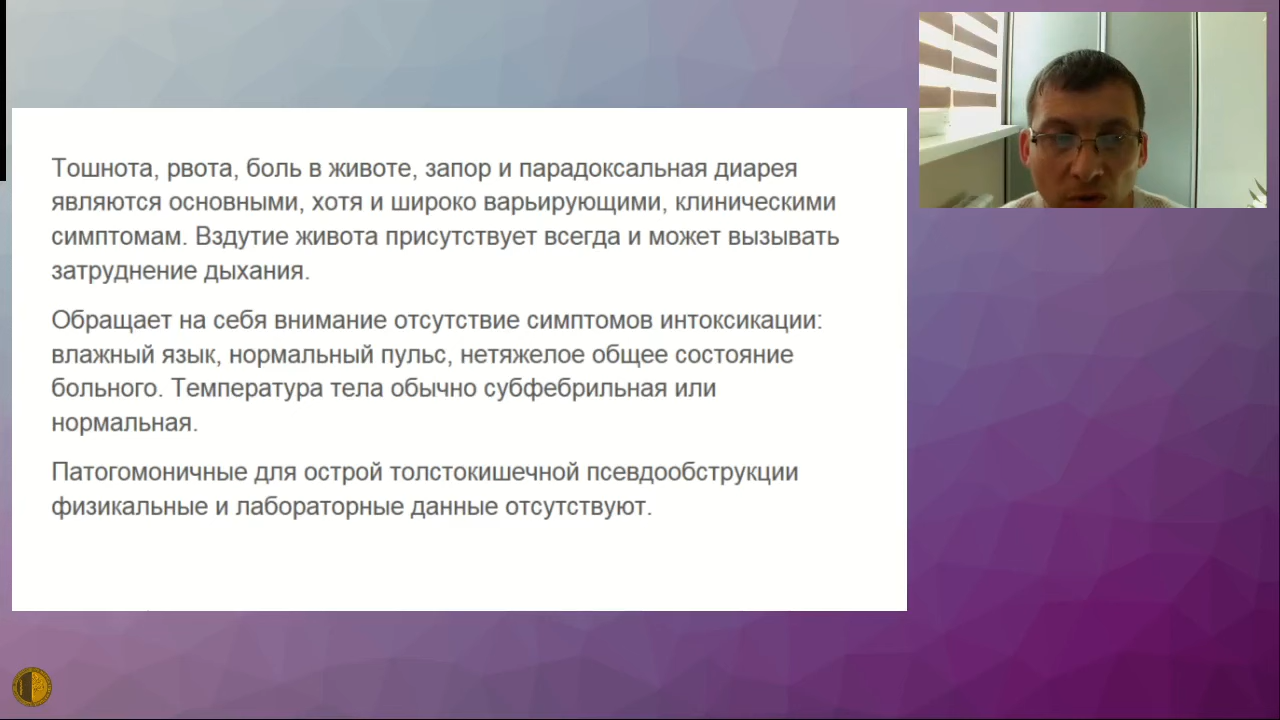 Тошнота, рвота, боль в животе, запор и парадоксальная диарея
являются основными, хотя и широко варьирующими, клиническими
симптомам. Вздутие живота присутствует всегда и может вызывать
затруднение дыхания.
Обращает на себя внимание отсутствие симптомов интоксикации:
влажный язык, нормальный пульс, нетяжелое общее состояние
больного. Температура тела обычно субфебрильная или
нормальная.
Патогомоничные для острой толстокишечной псевдообструкции
физикальные и лабораторные данные отсутствуют.